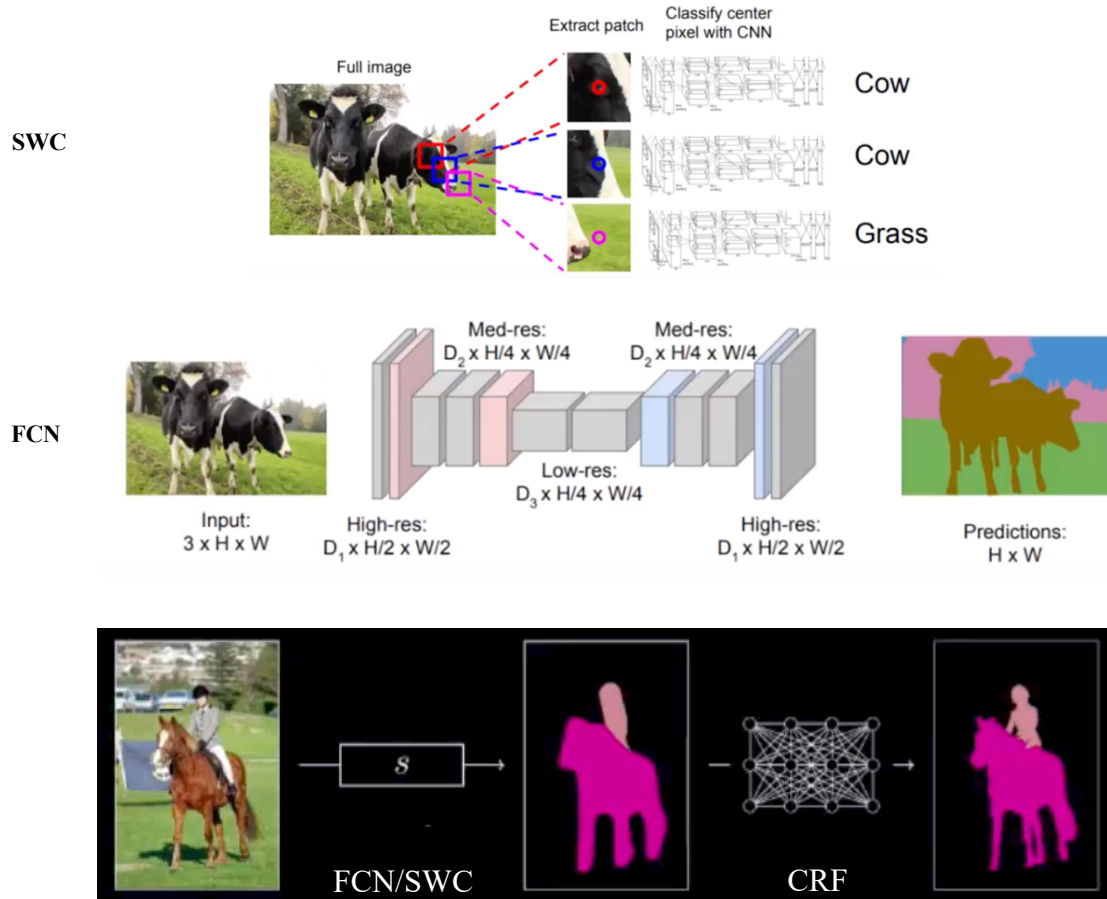 Extract patch
Classify center
pixel with CNN
Full image
SWC
Cow
Cow
Grass
Med-res:
D₂ x H/4 x W/4
Med-res:
D₂ x H/4 x W/4
FCN
Low-res:
D₃ x H/4 x W/4
Input:
3 x H x W
High-res:
D₁ x H/2 x W/2
High-res:
D₁ x H/2 x W/2
Predictions:
H x W
s
FCN/SWC
CRF